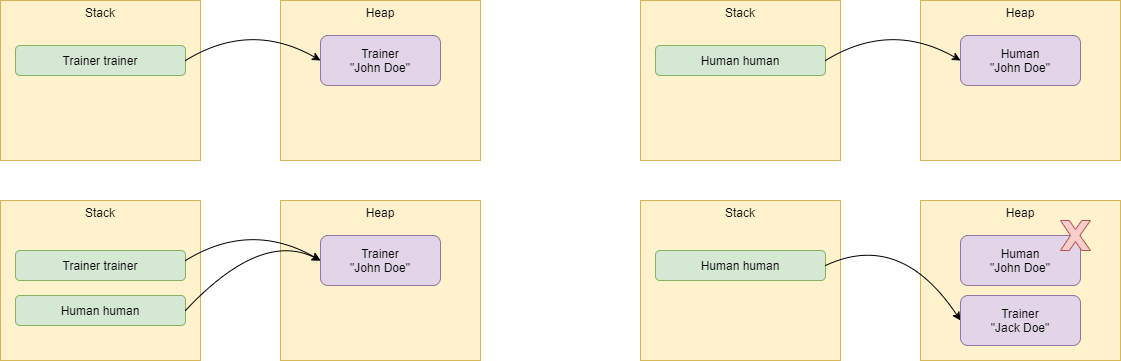 Stack
Heap
Trainer trainer
Trainer
"John Doe"
Stack
Heap
Human human
Human
"John Doe"
Stack
Heap
Trainer trainer
Human human
Trainer
"John Doe"
Stack
Heap
Human human
Human
"John Doe"
Trainer
"Jack Doe"